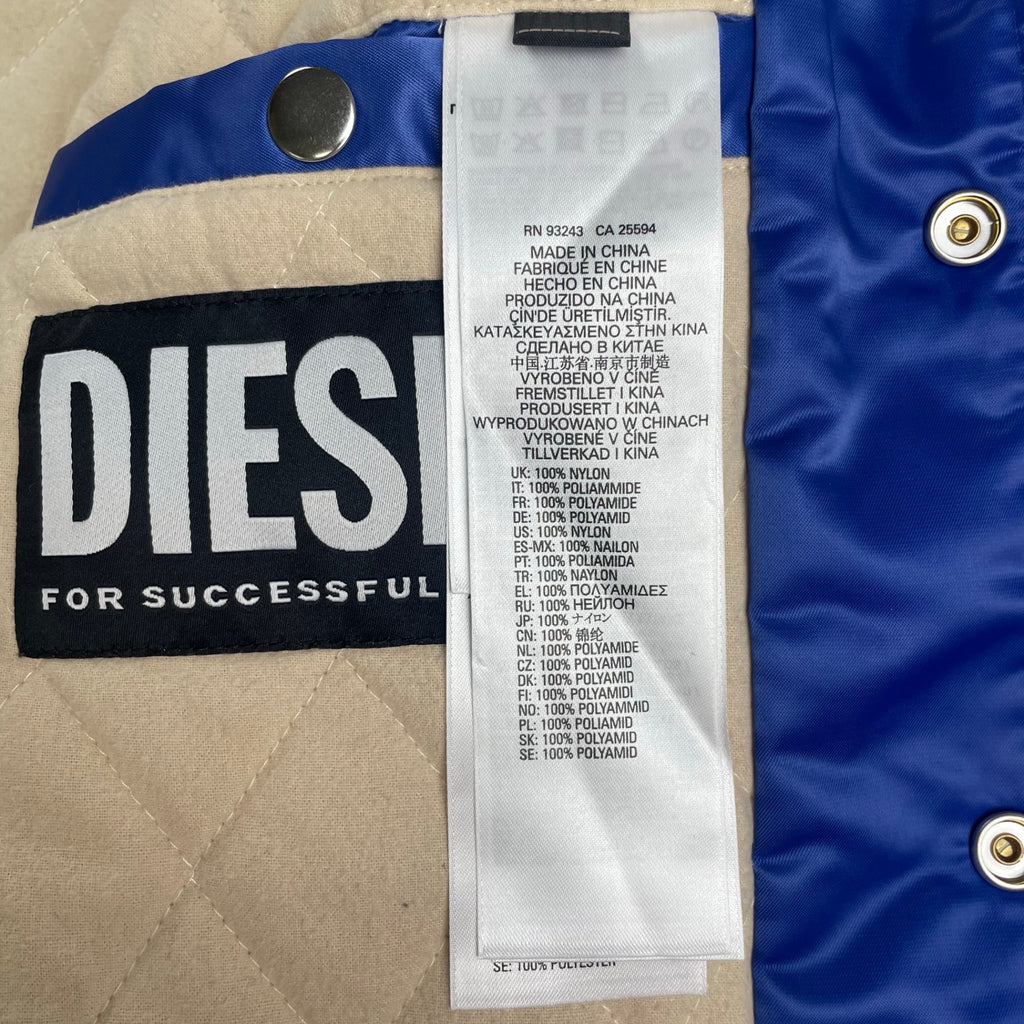 DIESE
FOR SUCCESSFUL
RN 93243 CA 25594
MADE IN CHINA
FABRIQUÉ EN CHINE
HECHO EN CHINA
PRODUZIDO NA CHINA
ÇİN'DE ÜRETİLMİŞTİR.
ΚΑΤΑΣΚΕΥΑΣΜΕΝΟ ΣΤΗΝ ΚΙΝΑ
СДЕЛАНО В КИТАЕ
中国.江苏省.南京市制造
VYROBENO V ČÍNĚ
FREMSTILLET I KINA
PRODUSERT I KINA
WYPRODUKOWANO W CHINACH
VYROBENÉ V ČÍNE
TILLVERKAD I KINA
UK: 100% NYLON
IT: 100% POLIAMMIDE
FR: 100% POLYAMIDE
DE: 100% POLYAMID
US: 100% NYLON
ES-MX: 100% NAILON
PT: 100% POLIAMIDA
TR: 100% NAYLON
EL: 100% ΠΟΛΥΑΜΙΔΕΣ
RU: 100% НЕЙЛОН
JP: 100% ナイロン
CN: 100% 锦纶
NL: 100% POLYAMIDE
CZ: 100% POLYAMID
DK: 100% POLYAMID
FI: 100% POLYAMIDI
NO: 100% POLYAMMID
PL: 100% POLIAMID
SK: 100% POLYAMID
SE: 100% POLYAMID
SE: 100% POLYESTER